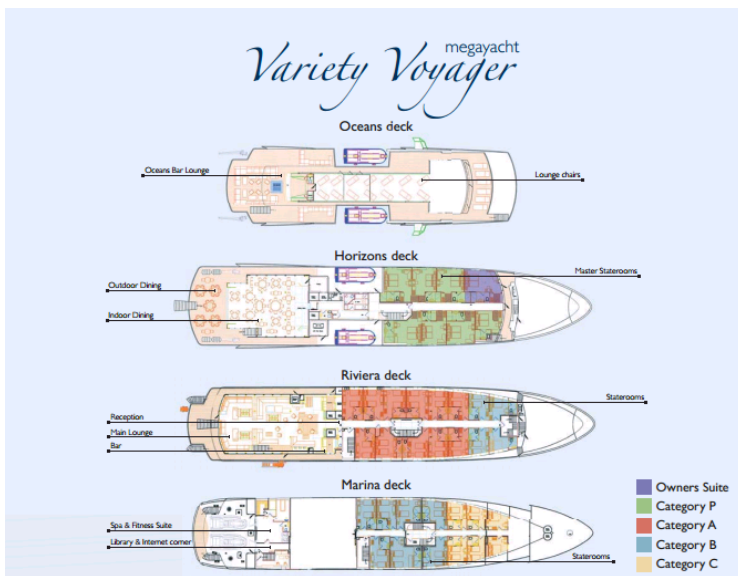 megayacht
Variety Voyager
Oceans deck
Oceans Bar Lounge
Lounge chairs
Horizons deck
Master Staterooms
Outdoor Dining
Indoor Dining
Riviera deck
Staterooms
Reception
Main Lounge
Bar
Marina deck
Spa & Fitness Suite
Library & Internet corner
Staterooms
Owners Suite
Category P
Category A
Category B
Category C